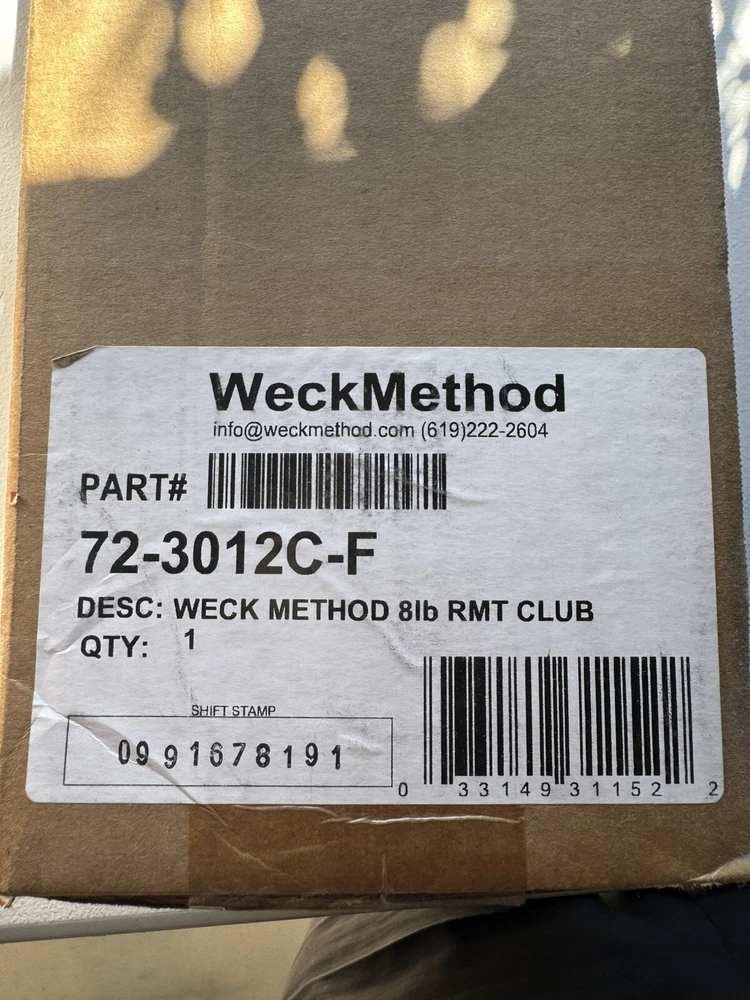 WeckMethod
info@weckmethod.com (619)222-2604
PART#
72-3012C-F
DESC: WECK METHOD 8lb RMT CLUB
QTY: 1
SHIFT STAMP
0991678191
0 33149 31152 2